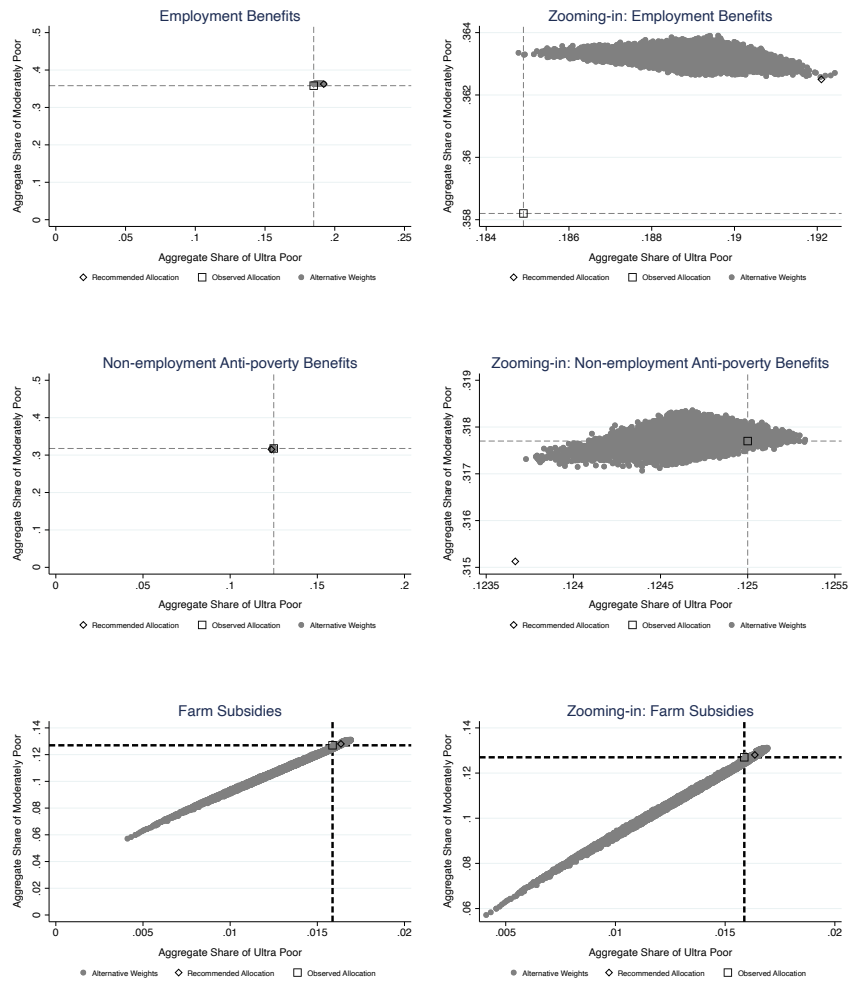 Employment Benefits
Aggregate Share of Moderately Poor
.5
.4
.3
.2
.1
0
0 .05 .1 .15 .2 .25
Aggregate Share of Ultra Poor
Recommended Allocation Observed Allocation Alternative Weights
Zooming-in: Employment Benefits
Aggregate Share of Moderately Poor
.364
.362
.36
.358
.184 .186 .188 .19 .192
Aggregate Share of Ultra Poor
Recommended Allocation Observed Allocation Alternative Weights
Non-employment Anti-poverty Benefits
Aggregate Share of Moderately Poor
.5
.4
.3
.2
.1
0
0 .05 .1 .15 .2
Aggregate Share of Ultra Poor
Recommended Allocation Observed Allocation Alternative Weights
Zooming-in: Non-employment Anti-poverty Benefits
Aggregate Share of Moderately Poor
.319
.318
.317
.316
.315
.1235 .124 .1245 .125 .1255
Aggregate Share of Ultra Poor
Recommended Allocation Observed Allocation Alternative Weights
Farm Subsidies
Aggregate Share of Moderately Poor
.14
.12
.1
.08
.06
.04
.02
0
0 .005 .01 .015 .02
Aggregate Share of Ultra Poor
Alternative Weights Recommended Allocation Observed Allocation
Zooming-in: Farm Subsidies
Aggregate Share of Moderately Poor
.14
.12
.1
.08
.06
.005 .01 .015 .02
Aggregate Share of Ultra Poor
Alternative Weights Recommended Allocation Observed Allocation